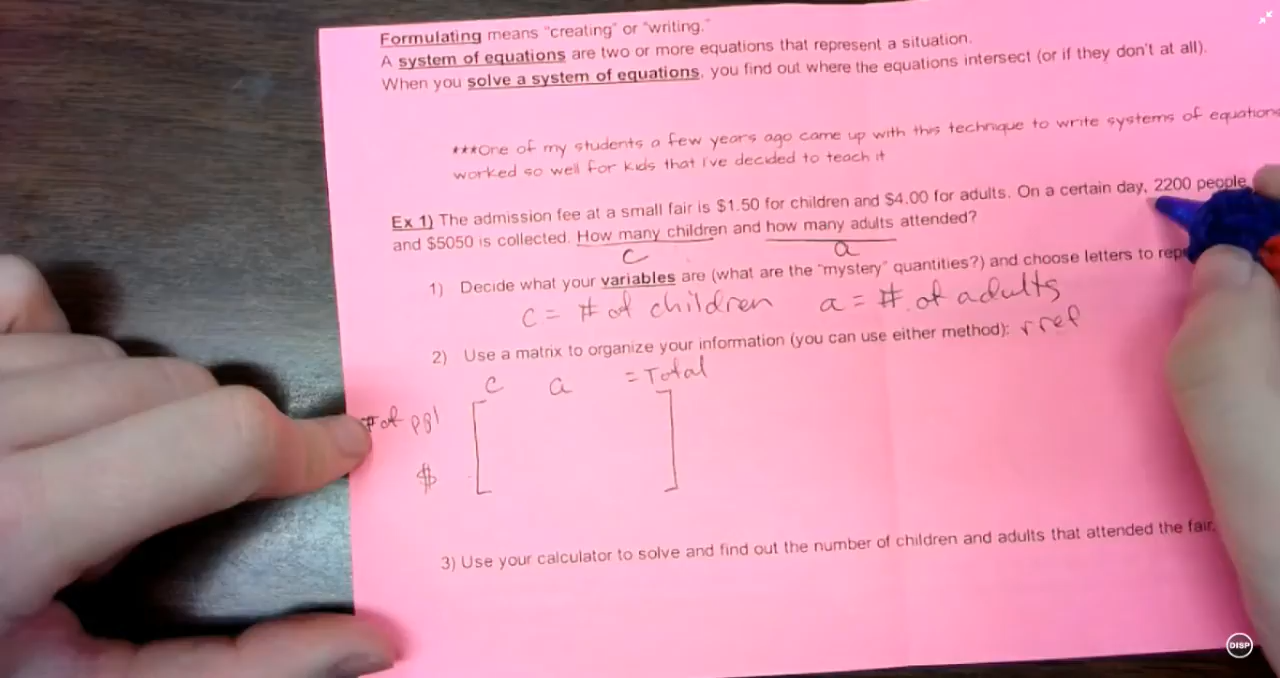 Formulating means "creating" or "writing."
A system of equations are two or more equations that represent a situation.
When you solve a system of equations, you find out where the equations intersect (or if they don't at all).
***One of my students a few years ago came up with this technique to write systems of equations
worked so well for kids that I've decided to teach it
Ex 1) The admission fee at a small fair is $1.50 for children and $4.00 for adults. On a certain day, 2200 people
and $5050 is collected. How many children and how many adults attended?
c a
1) Decide what your variables are (what are the "mystery" quantities?) and choose letters to
c = # of children a = # of adults
2) Use a matrix to organize your information (you can use either method): rref
c a = Total
# of ppl
$
3) Use your calculator to solve and find out the number of children and adults that attended the fair.
DISP